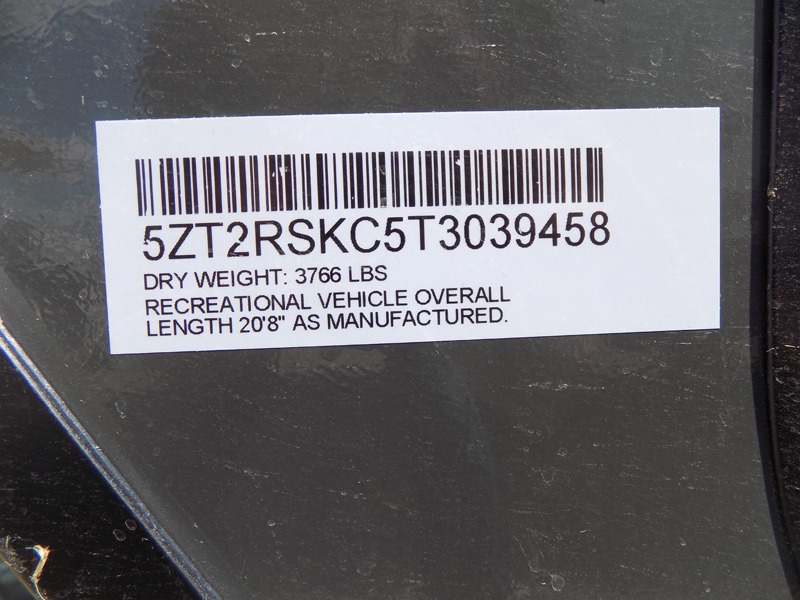 5ZT2RSKC5T3039458
DRY WEIGHT: 3766 LBS
RECREATIONAL VEHICLE OVERALL
LENGTH 20'8" AS MANUFACTURED.